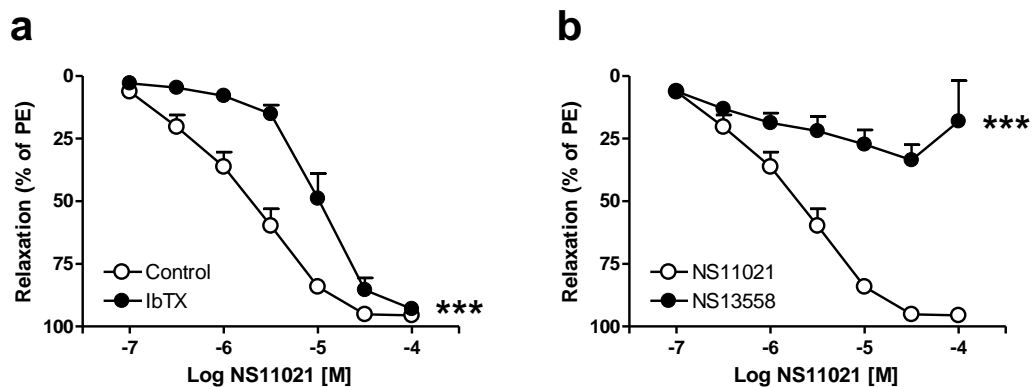 a
Relaxation (% of PE)
0
25
50
75
100
Control
IbTX
***
-7
-6
-5
-4
Log NS11021 [M]
b
Relaxation (% of PE)
0
25
50
75
100
NS11021
NS13558
***
-7
-6
-5
-4
Log NS11021 [M]